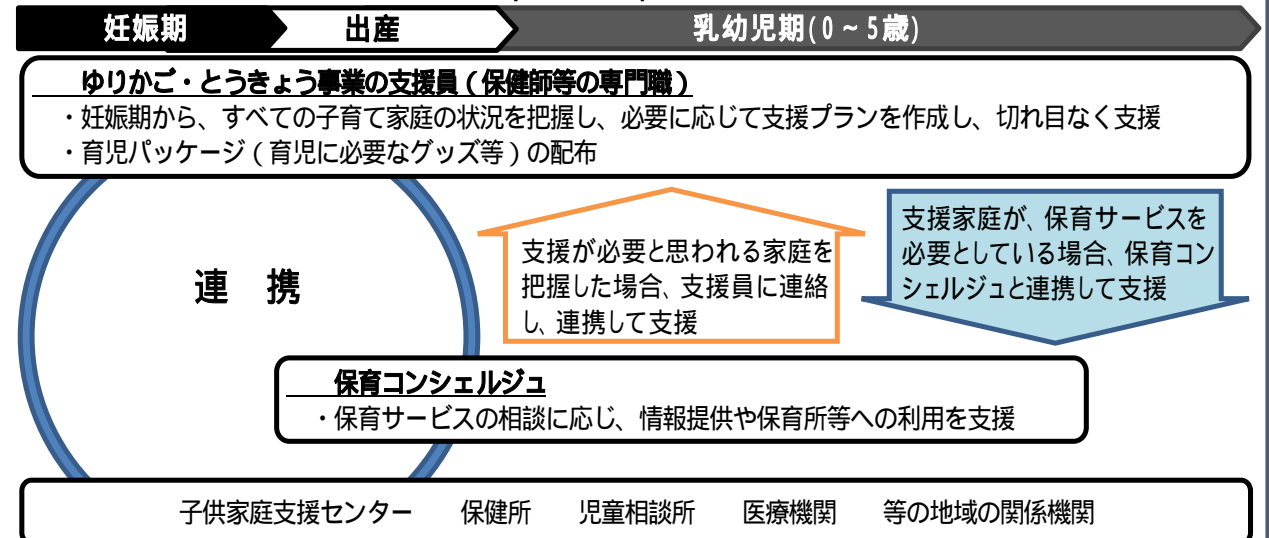 妊娠期 出産 乳幼児期(0~5歳)
ゆりかご・とうきょう事業の支援員(保健師等の専門職)
・妊娠期から、すべての子育て家庭の状況を把握し、必要に応じて支援プランを作成し、切れ目なく支援
・育児パッケージ(育児に必要なグッズ等)の配布
連 携
支援が必要と思われる家庭を
把握した場合、支援員に連絡
し、連携して支援
支援家庭が、保育サービスを
必要としている場合、保育コン
シェルジュと連携して支援
保育コンシェルジュ
・保育サービスの相談に応じ、情報提供や保育所等への利用を支援
子供家庭支援センター 保健所 児童相談所 医療機関 等の地域の関係機関